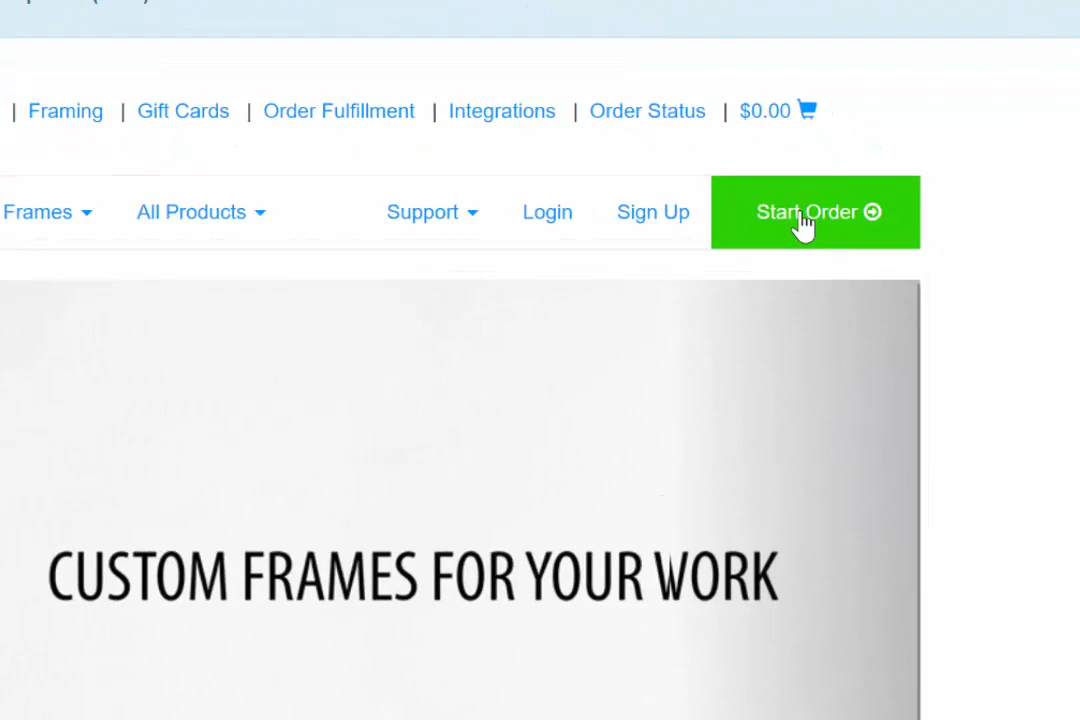 | Framing | Gift Cards | Order Fulfillment | Integrations | Order Status | $0.00
Frames All Products Support Login Sign Up Start Order
CUSTOM FRAMES FOR YOUR WORK